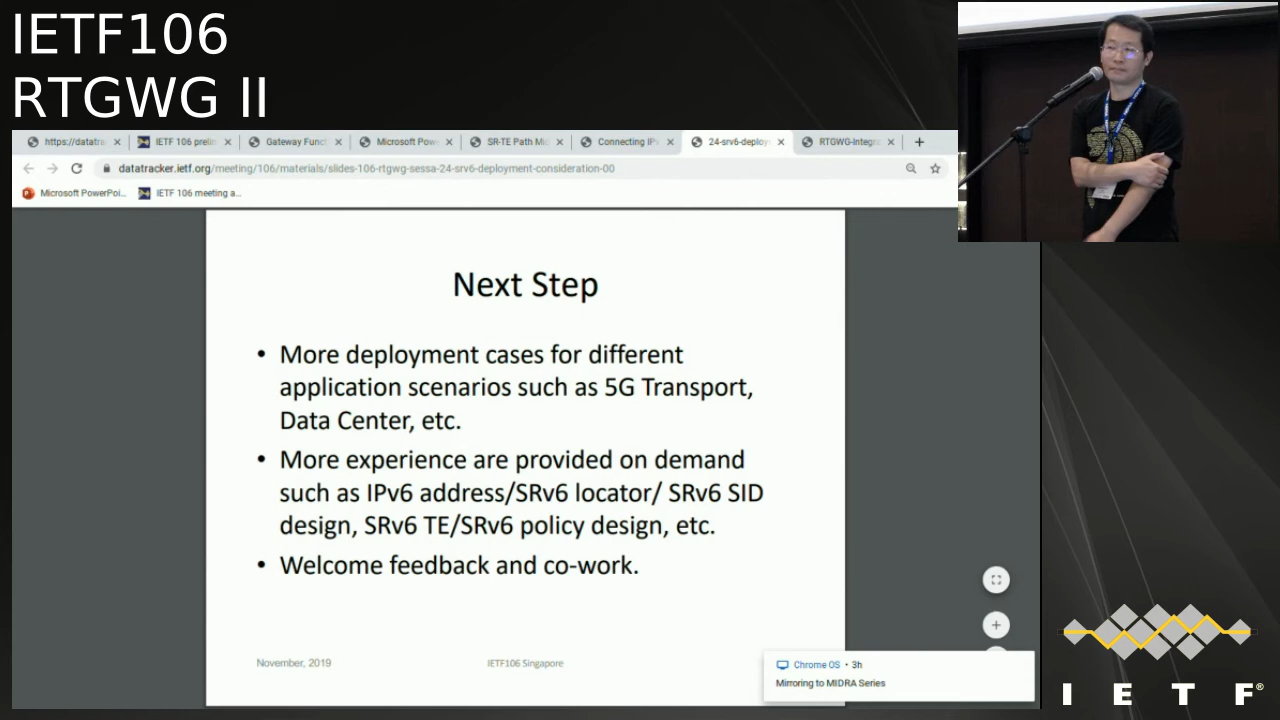 IETF106
RTGWG II
https://datatra
IETF 106 prelin
Gateway Funct
Microsoft Pow
SR-TE Path Mi
Connecting IPv
24-srv6-deploy
RTGWG-Integra
datatracker.ietf.org/meeting/106/materials/slides-106-rtgwg-sessa-24-srv6-deployment-consideration-00
Microsoft PowerPoi...
IETF 106 meeting a...
Next Step
• More deployment cases for different
application scenarios such as 5G Transport,
Data Center, etc.
• More experience are provided on demand
such as IPv6 address/SRv6 locator/ SRv6 SID
design, SRv6 TE/SRv6 policy design, etc.
• Welcome feedback and co-work.
November, 2019
IETF106 Singapore
Chrome OS • 3h
Mirroring to MIDRA Series
I E T F®